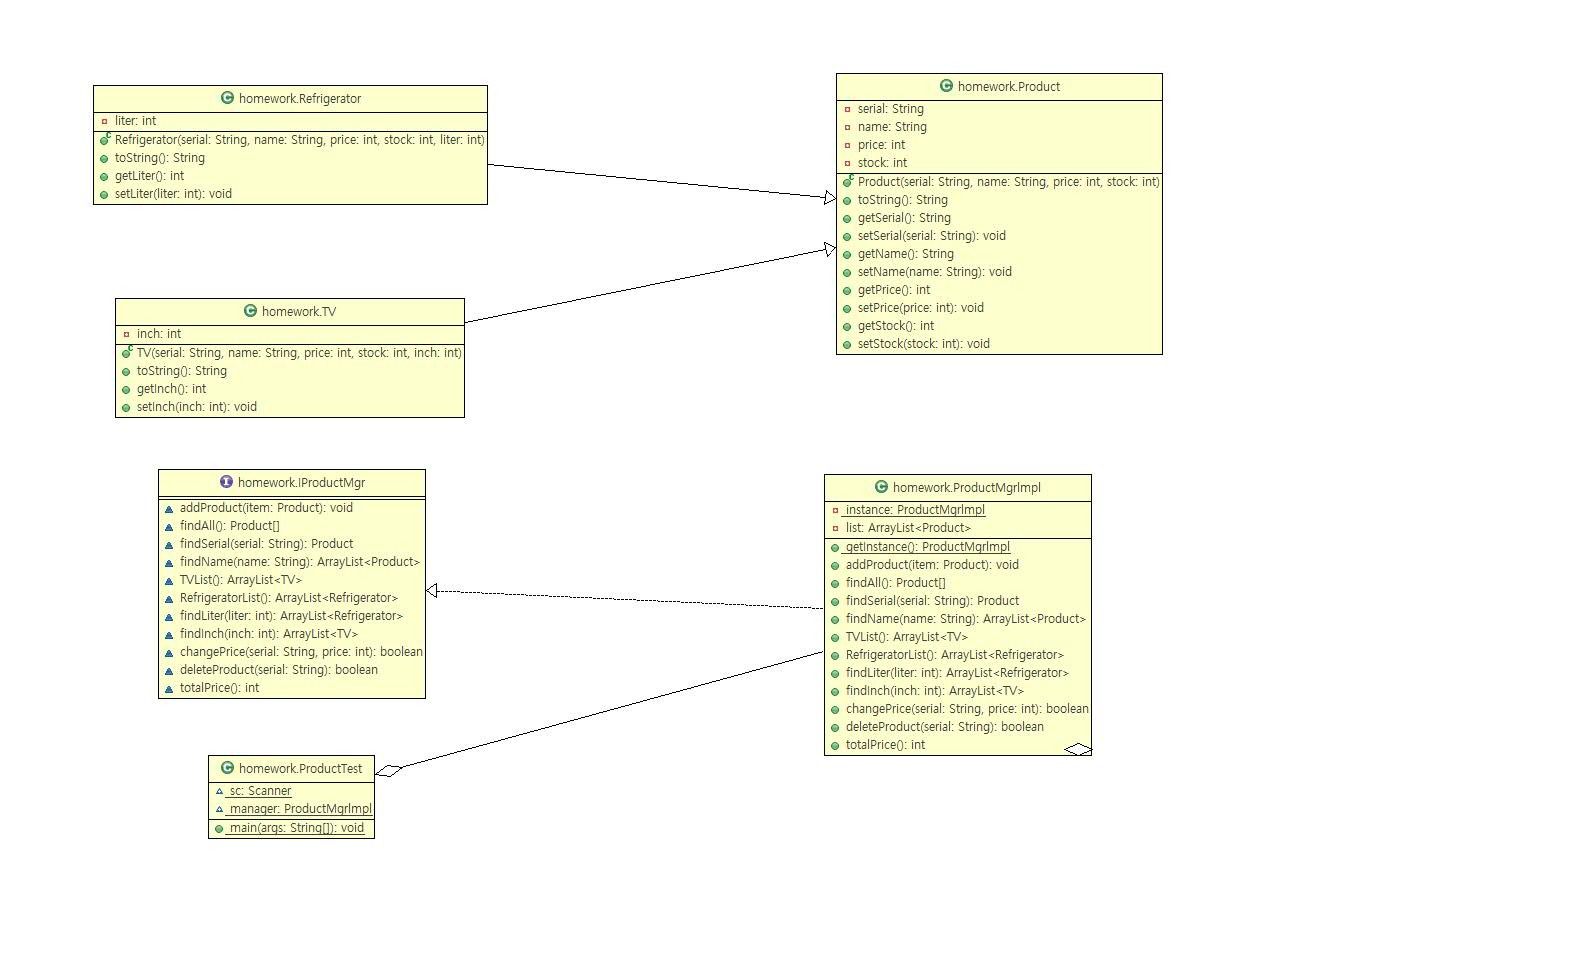 homework.Refrigerator
liter: int
Refrigerator(serial: String, name: String, price: int, stock: int, liter: int)
toString(): String
getLiter(): int
setLiter(liter: int): void
homework.Product
serial: String
name: String
price: int
stock: int
Product(serial: String, name: String, price: int, stock: int)
toString(): String
getSerial(): String
setSerial(serial: String): void
getName(): String
setName(name: String): void
getPrice(): int
setPrice(price: int): void
getStock(): int
setStock(stock: int): void
homework.TV
inch: int
TV(serial: String, name: String, price: int, stock: int, inch: int)
toString(): String
getInch(): int
setInch(inch: int): void
homework.IProductMgr
addProduct(item: Product): void
findAll(): Product[]
findSerial(serial: String): Product
findName(name: String): ArrayList<Product>
TVList(): ArrayList<TV>
RefrigeratorList(): ArrayList<Refrigerator>
findLiter(liter: int): ArrayList<Refrigerator>
findInch(inch: int): ArrayList<TV>
changePrice(serial: String, price: int): boolean
deleteProduct(serial: String): boolean
totalPrice(): int
homework.ProductMgrImpl
instance: ProductMgrImpl
list: ArrayList<Product>
getInstance(): ProductMgrImpl
addProduct(item: Product): void
findAll(): Product[]
findSerial(serial: String): Product
findName(name: String): ArrayList<Product>
TVList(): ArrayList<TV>
RefrigeratorList(): ArrayList<Refrigerator>
findLiter(liter: int): ArrayList<Refrigerator>
findInch(inch: int): ArrayList<TV>
changePrice(serial: String, price: int): boolean
deleteProduct(serial: String): boolean
totalPrice(): int
homework.ProductTest
sc: Scanner
manager: ProductMgrImpl
main(args: String[]): void